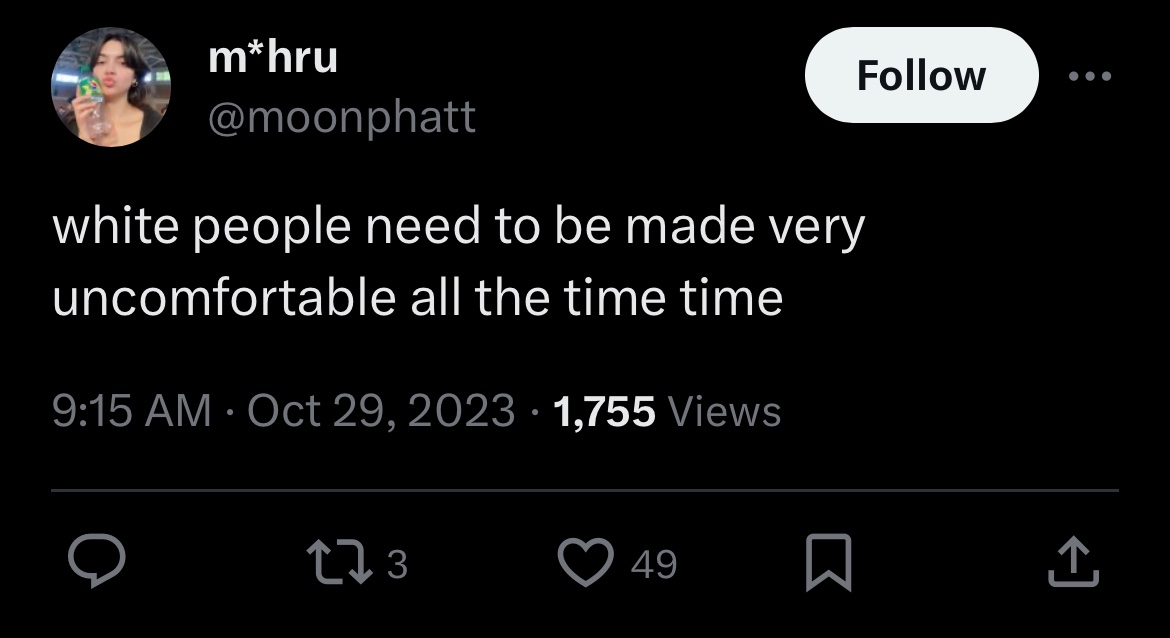 m*hru
Follow
@moonphatt
white people need to be made very
uncomfortable all the time time
9:15 AM · Oct 29, 2023 · 1,755 Views
3 49